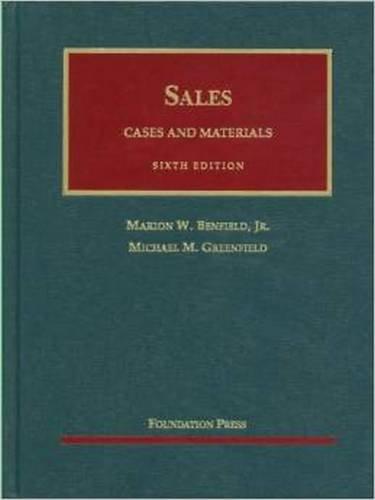 SALES
CASES AND MATERIALS
SIXTH EDITION
MARION W. BENFIELD, JR.
MICHAEL M. GREENFIELD
FOUNDATION PRESS